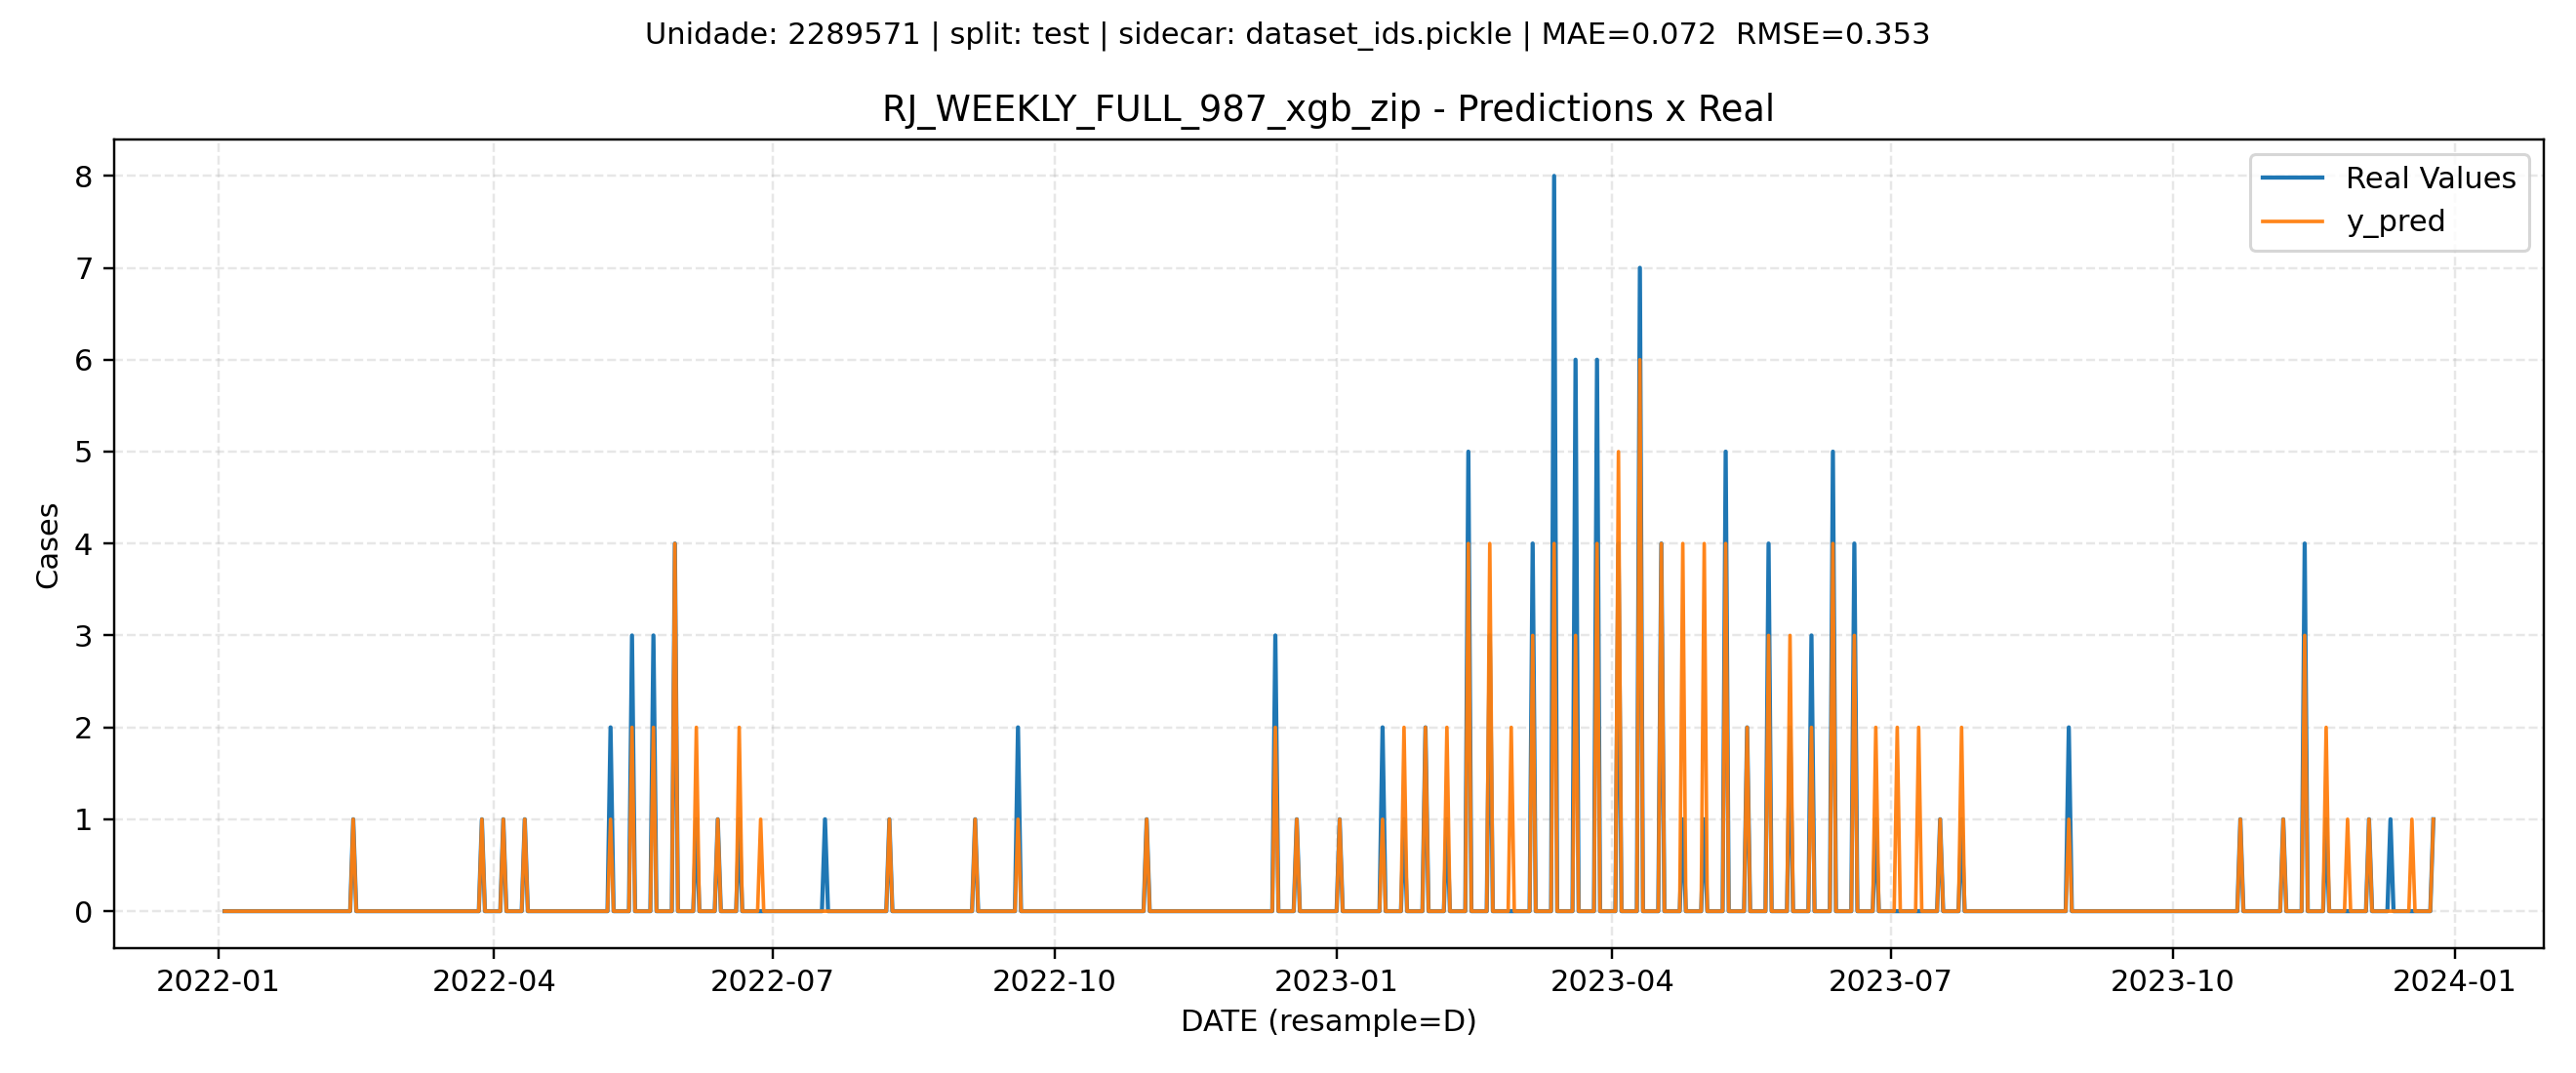 Unidade: 2289571 | split: test | sidecar: dataset_ids.pickle | MAE=0.072  RMSE=0.353
RJ_WEEKLY_FULL_987_xgb_zip - Predictions x Real
Real Values
y_pred
8
7
6
5
4
3
2
1
0
Cases
2022-01 2022-04 2022-07 2022-10 2023-01 2023-04 2023-07 2023-10 2024-01
DATE (resample=D)